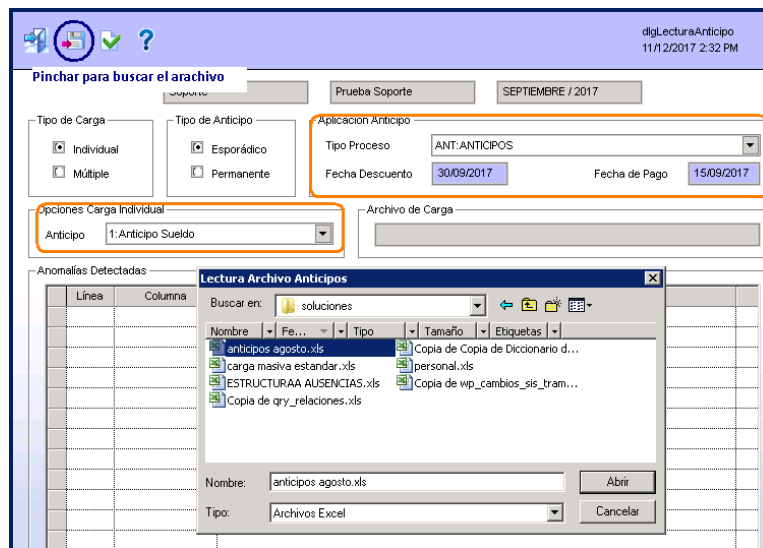 dlgLecturaAnticipo
11/12/2017 2:32 PM
Pinchar para buscar el arachivo
Soporte
Prueba Soporte
SEPTIEMBRE / 2017
Tipo de Carga
Individual
Múltiple
Tipo de Anticipo
Esporádico
Permanente
Aplicación Anticipo
Tipo Proceso
ANT:ANTICIPOS
Fecha Descuento
30/09/2017
Fecha de Pago
15/09/2017
Opciones Carga Individual
Anticipo
1:Anticipo Sueldo
Archivo de Carga
Anomalías Detectadas
Línea
Columna
Lectura Archivo Anticipos
Buscar en:
soluciones
Nombre
Fe...
Tipo
Tamaño
Etiquetas
anticipos agosto.xls
carga masiva estandar.xls
ESTRUCTURAA AUSENCIAS.xls
Copia de qry_relaciones.xls
Copia de Copia de Diccionario d...
personal.xls
Copia de wp_cambios_sis_tram...
Nombre:
anticipos agosto.xls
Abrir
Tipo:
Archivos Excel
Cancelar